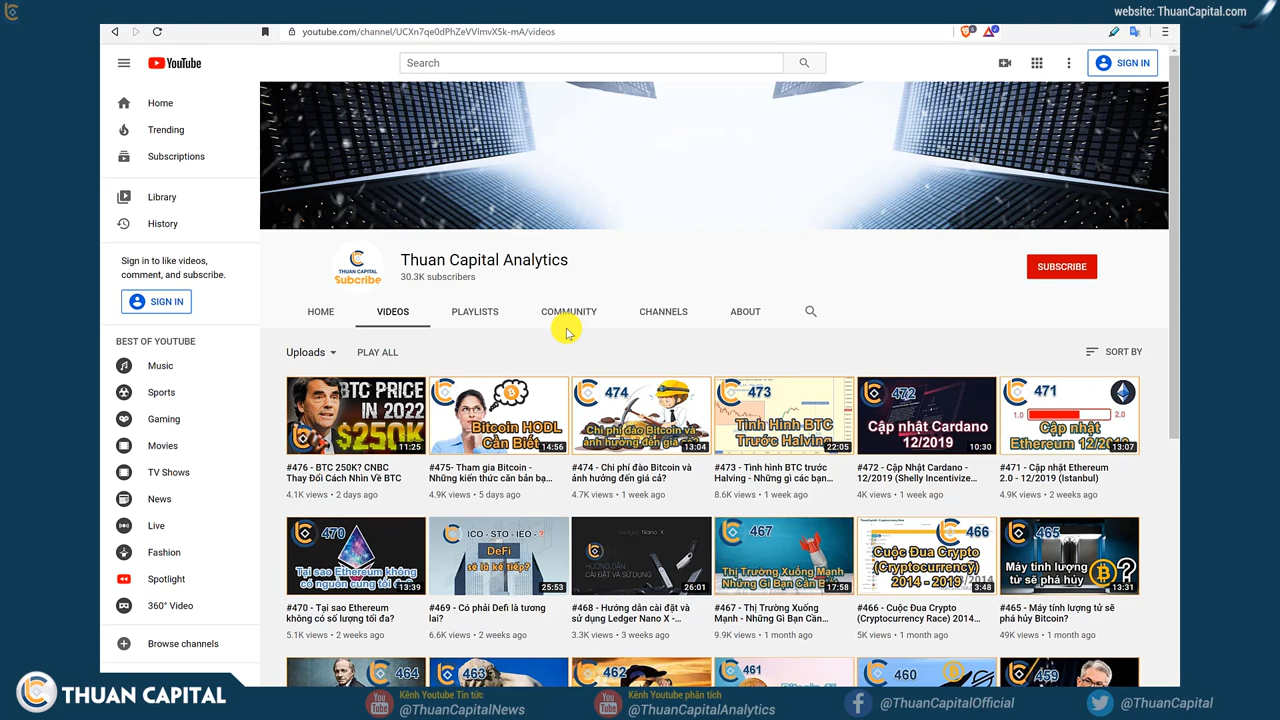 website: ThuanCapital.com
youtube.com/channel/UCXn7qe0dPhZeVVlmvX5k-mA/videos
YouTube
Search
SIGN IN
Home
Trending
Subscriptions
Library
History
Sign in to like videos,
comment, and subscribe.
SIGN IN
BEST OF YOUTUBE
Music
Sports
Gaming
Movies
TV Shows
News
Live
Fashion
Spotlight
360° Video
Browse channels
THUAN CAPITAL
Subcribe
Thuan Capital Analytics
30.3K subscribers
SUBSCRIBE
HOME
VIDEOS
PLAYLISTS
COMMUNITY
CHANNELS
ABOUT
Uploads
PLAY ALL
SORT BY
BTC PRICE
IN 2022
$250K
11:25
#476 - BTC 250K? CNBC
Thay Đổi Cách Nhìn Về BTC
4.1K views • 2 days ago
Bitcoin HODL
Cần Biết
14:56
#475- Tham gia Bitcoin -
Những kiến thức căn bản bạ...
4.9K views • 5 days ago
474
Chi phí đào Bitcoin và
ảnh hưởng đến giá cả?
13:04
#474 - Chi phí đào Bitcoin và
ảnh hưởng đến giá cả?
4.7K views • 1 week ago
473
Tình Hình BTC
Trước Halving
22:05
#473 - Tình hình BTC trước
Halving - Những gì các bạn...
8.6K views • 1 week ago
472
Cập nhật Cardano
12/2019
10:30
#472 - Cập Nhật Cardano -
12/2019 (Shelly Incentivize...
4K views • 1 week ago
471
1.0
2.0
Cập nhật
Ethereum 12/2019
13:07
#471 - Cập nhật Ethereum
2.0 - 12/2019 (Istanbul)
4.9K views • 2 weeks ago
470
Tại sao Ethereum không
có nguồn cung tối đa?
13:39
#470 - Tại sao Ethereum
không có số lượng tối đa?
5.1K views • 2 weeks ago
ICO - STO - IEO - ?
DeFi
sẽ là kế tiếp?
25:53
#469 - Có phải Defi là tương
lai?
6.6K views • 2 weeks ago
Ledger Nano X
HƯỚNG DẪN
CÀI ĐẶT VÀ SỬ DỤNG
26:01
#468 - Hướng dẫn cài đặt và
sử dụng Ledger Nano X -...
3.3K views • 3 weeks ago
467
Thị Trường Xuống Mạnh
Những Gì Bạn Cần
17:58
#467 - Thị Trường Xuống
Mạnh - Những Gì Bạn Cần...
9.9K views • 1 month ago
466
Cuộc Đua Crypto
(Cryptocurrency)
2014 - 2019
3:48
#466 - Cuộc Đua Crypto
(Cryptocurrency Race) 2014...
5K views • 1 month ago
465
Máy tính lượng
tử sẽ phá hủy
?
13:31
#465 - Máy tính lượng tử sẽ
phá hủy Bitcoin?
49K views • 1 month ago
464
463
462
461
460
459
THUAN CAPITAL
Kênh Youtube Tin tức
@ThuanCapitalNews
Kênh Youtube phân tích
@ThuanCapitalAnalytics
@ThuanCapitalOfficial
@ThuanCapital